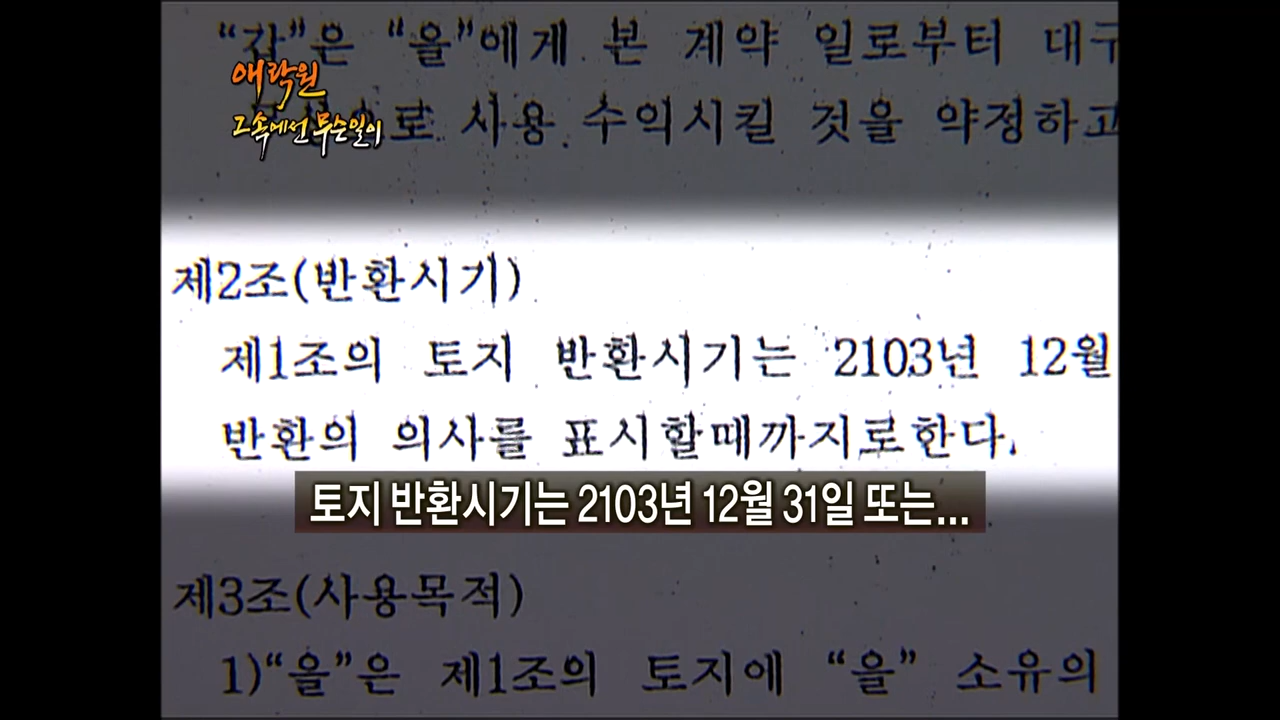 “갑”은 “을”에게 본 계약 일로부터 대구
애락원
그속에선 무슨일이
로 사용 수익시킬 것을 약정하고
제2조(반환시기)
제1조의 토지 반환시기는 2103년 12월
반환의 의사를 표시할때까지로한다.
토지 반환시기는 2103년 12월 31일 또는...
제3조(사용목적)
1)“을”은 제1조의 토지에 “을” 소유의